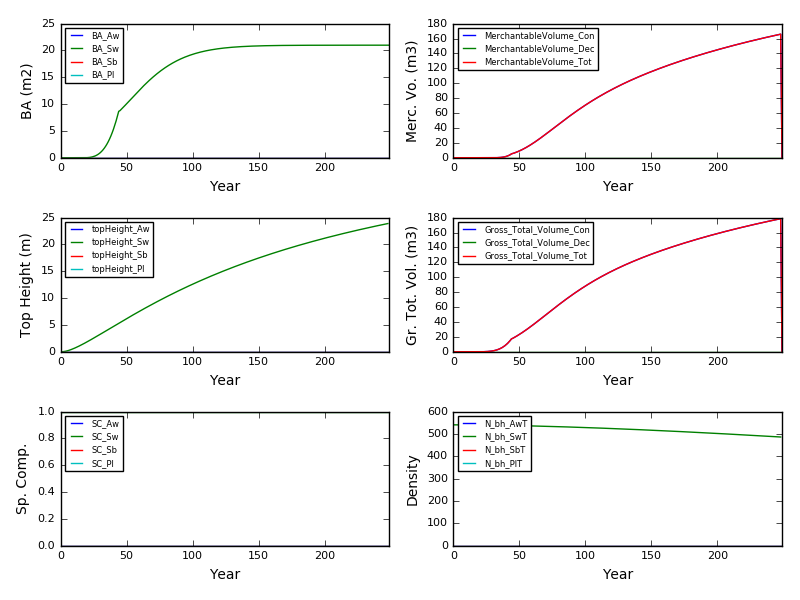 BA (m2)
25
20
15
10
5
0
BA_Aw
BA_Sw
BA_Sb
BA_Pl
0 50 100 150 200
Year
Merc. Vo. (m3)
180
160
140
120
100
80
60
40
20
0
MerchantableVolume_Con
MerchantableVolume_Dec
MerchantableVolume_Tot
0 50 100 150 200
Year
Top Height (m)
25
20
15
10
5
0
topHeight_Aw
topHeight_Sw
topHeight_Sb
topHeight_Pl
0 50 100 150 200
Year
Gr. Tot. Vol. (m3)
180
160
140
120
100
80
60
40
20
0
Gross_Total_Volume_Con
Gross_Total_Volume_Dec
Gross_Total_Volume_Tot
0 50 100 150 200
Year
Sp. Comp.
1.0
0.8
0.6
0.4
0.2
0.0
SC_Aw
SC_Sw
SC_Sb
SC_Pl
0 50 100 150 200
Year
Density
600
500
400
300
200
100
0
N_bh_AwT
N_bh_SwT
N_bh_SbT
N_bh_PlT
0 50 100 150 200
Year